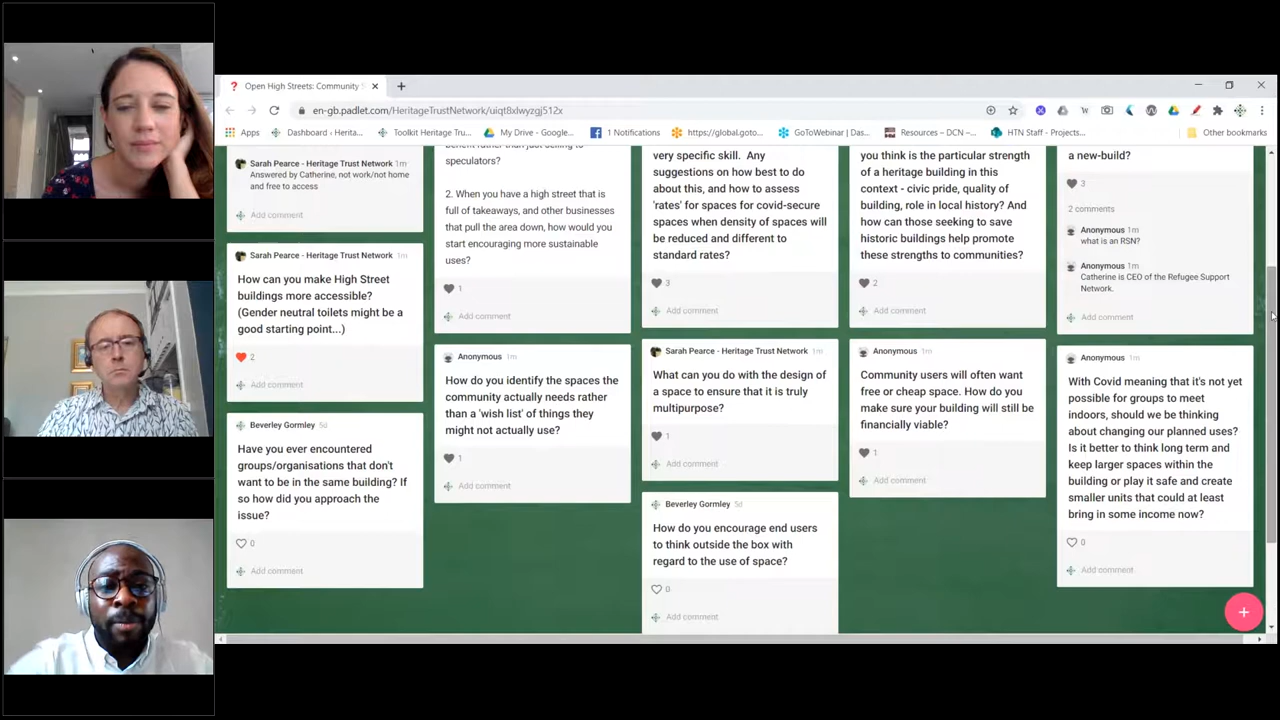 Open High Streets: Community S
en-gb.padlet.com/HeritageTrustNetwork/uiqt8xlwyzgj512x
Apps
Dashboard ‹ Herita...
Toolkit Heritage Tru...
My Drive - Google...
1 Notifications
https://global.goto...
GoToWebinar | Das...
Resources – DCN –...
HTN Staff - Projects...
Other bookmarks
Sarah Pearce - Heritage Trust Network 1m
Answered by Catherine, not work/not home
and free to access
Add comment
Sarah Pearce - Heritage Trust Network 1m
How can you make High Street
buildings more accessible?
(Gender neutral toilets might be a
good starting point...)
2
Add comment
Beverley Gormley 5d
Have you ever encountered
groups/organisations that don't
want to be in the same building? If
so how did you approach the
issue?
0
Add comment
benefit rather than just selling to
speculators?
2. When you have a high street that is
full of takeaways, and other businesses
that pull the area down, how would you
start encouraging more sustainable
uses?
1
Add comment
Anonymous 1m
How do you identify the spaces the
community actually needs rather
than a 'wish list' of things they
might not actually use?
1
Add comment
very specific skill. Any
suggestions on how best to do
about this, and how to assess
'rates' for spaces for covid-secure
spaces when density of spaces will
be reduced and different to
standard rates?
3
Add comment
Sarah Pearce - Heritage Trust Network 1m
What can you do with the design of
a space to ensure that it is truly
multipurpose?
1
Add comment
Beverley Gormley 5d
How do you encourage end users
to think outside the box with
regard to the use of space?
0
Add comment
you think is the particular strength
of a heritage building in this
context - civic pride, quality of
building, role in local history? And
how can those seeking to save
historic buildings help promote
these strengths to communities?
2
Add comment
Anonymous 1m
Community users will often want
free or cheap space. How do you
make sure your building will still be
financially viable?
1
Add comment
a new-build?
3
2 comments
Anonymous 1m
what is an RSN?
Anonymous 1m
Catherine is CEO of the Refugee Support
Network.
Add comment
Anonymous 1m
With Covid meaning that it's not yet
possible for groups to meet
indoors, should we be thinking
about changing our planned uses?
Is it better to think long term and
keep larger spaces within the
building or play it safe and create
smaller units that could at least
bring in some income now?
0
Add comment